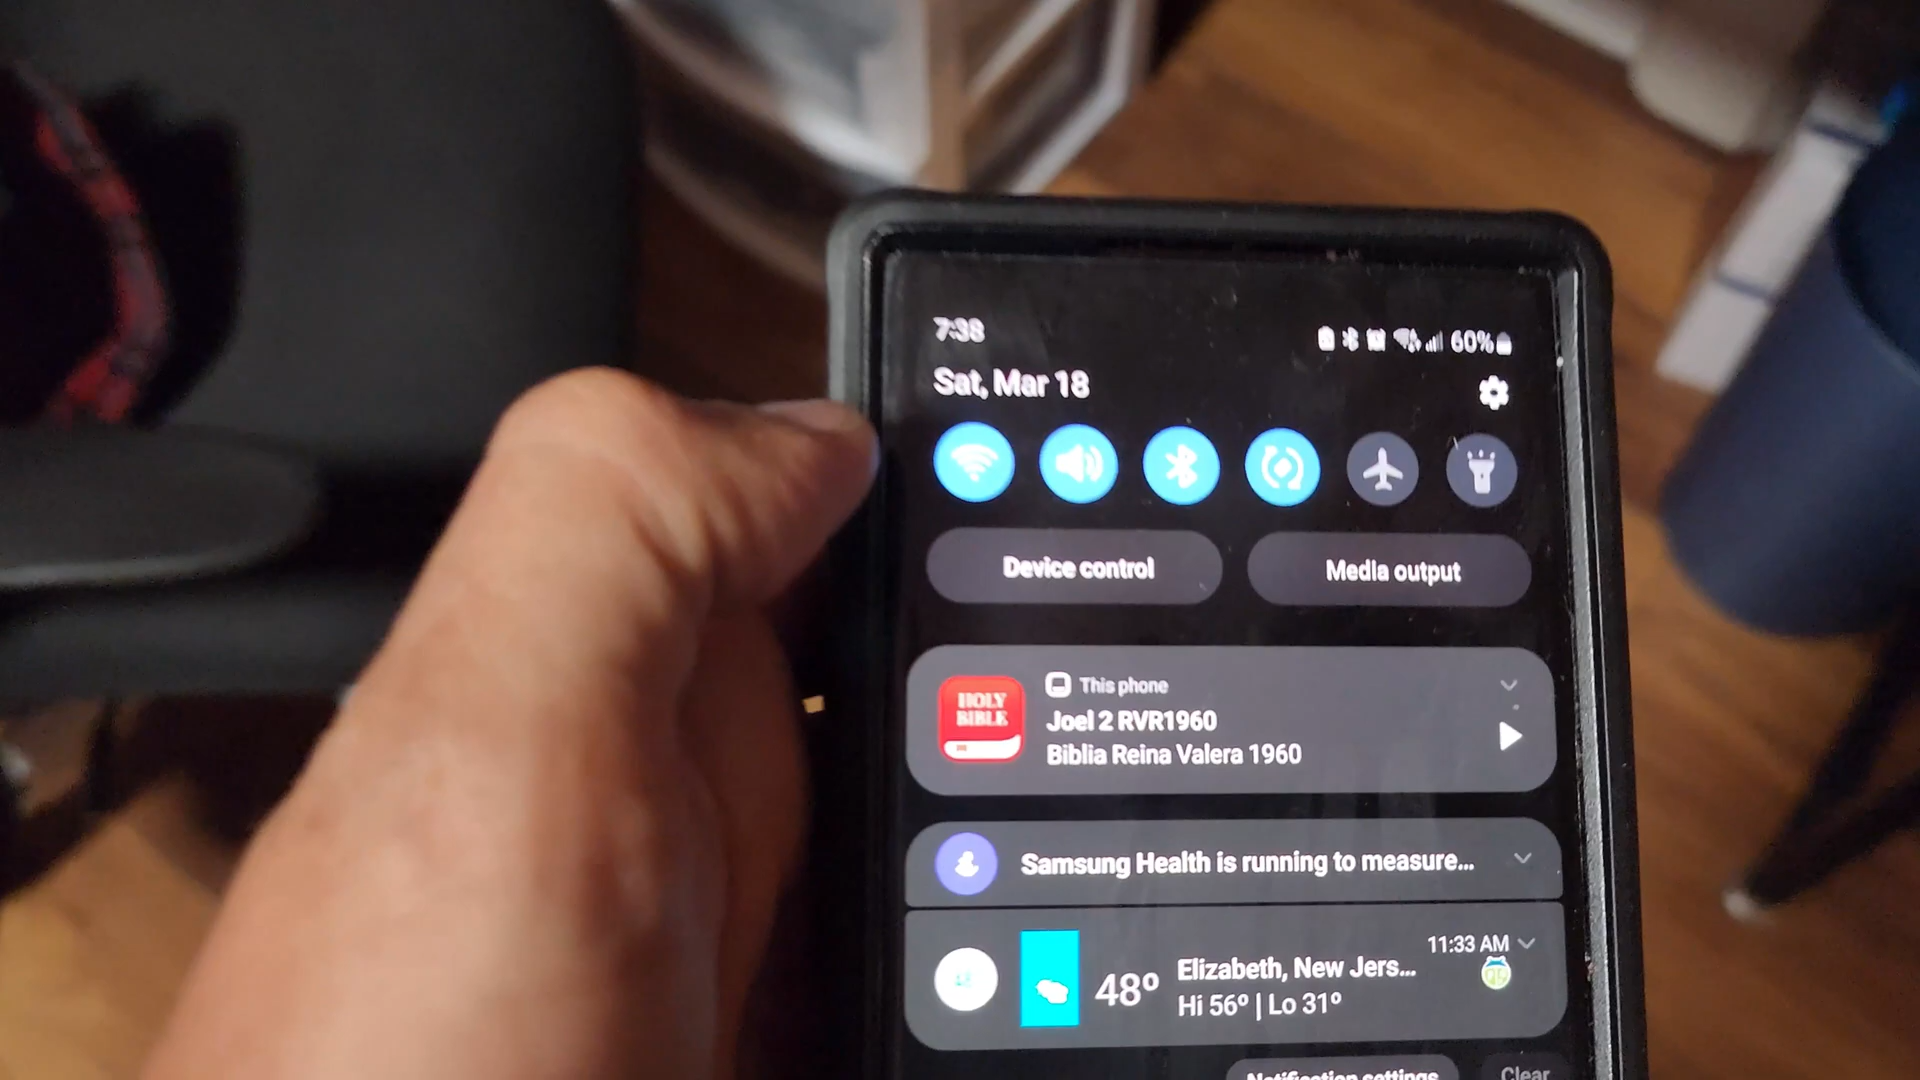 7:38
60%
Sat, Mar 18
Device control
Media output
HOLY
BIBLE
This phone
Joel 2 RVR1960
Biblia Reina Valera 1960
Samsung Health is running to measure...
11:33 AM
48°
Elizabeth, New Jers...
Hi 56° | Lo 31°
Notification settings
Clear